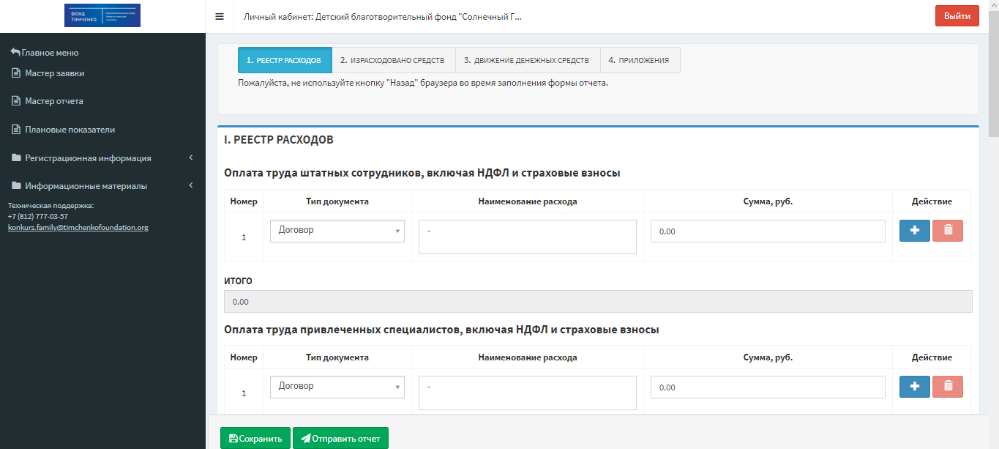 ФОНД
ТИМЧЕНКО
Личный кабинет: Детский благотворительный фонд "Солнечный Г...
Выйти
Главное меню
Мастер заявки
Мастер отчета
Плановые показатели
Регистрационная информация
Информационные материалы
Техническая поддержка:
+7 (812) 777-03-57
konkurs.family@timchenkofoundation.org
1. РЕЕСТР РАСХОДОВ
2. ИЗРАСХОДОВАНО СРЕДСТВ
3. ДВИЖЕНИЕ ДЕНЕЖНЫХ СРЕДСТВ
4. ПРИЛОЖЕНИЯ
Пожалуйста, не используйте кнопку "Назад" браузера во время заполнения формы отчета.
I. РЕЕСТР РАСХОДОВ
Оплата труда штатных сотрудников, включая НДФЛ и страховые взносы
Номер Тип документа Наименование расхода Сумма, руб. Действие
1 Договор - 0.00
ИТОГО
0.00
Оплата труда привлеченных специалистов, включая НДФЛ и страховые взносы
Номер Тип документа Наименование расхода Сумма, руб. Действие
1 Договор - 0.00
Сохранить Отправить отчет